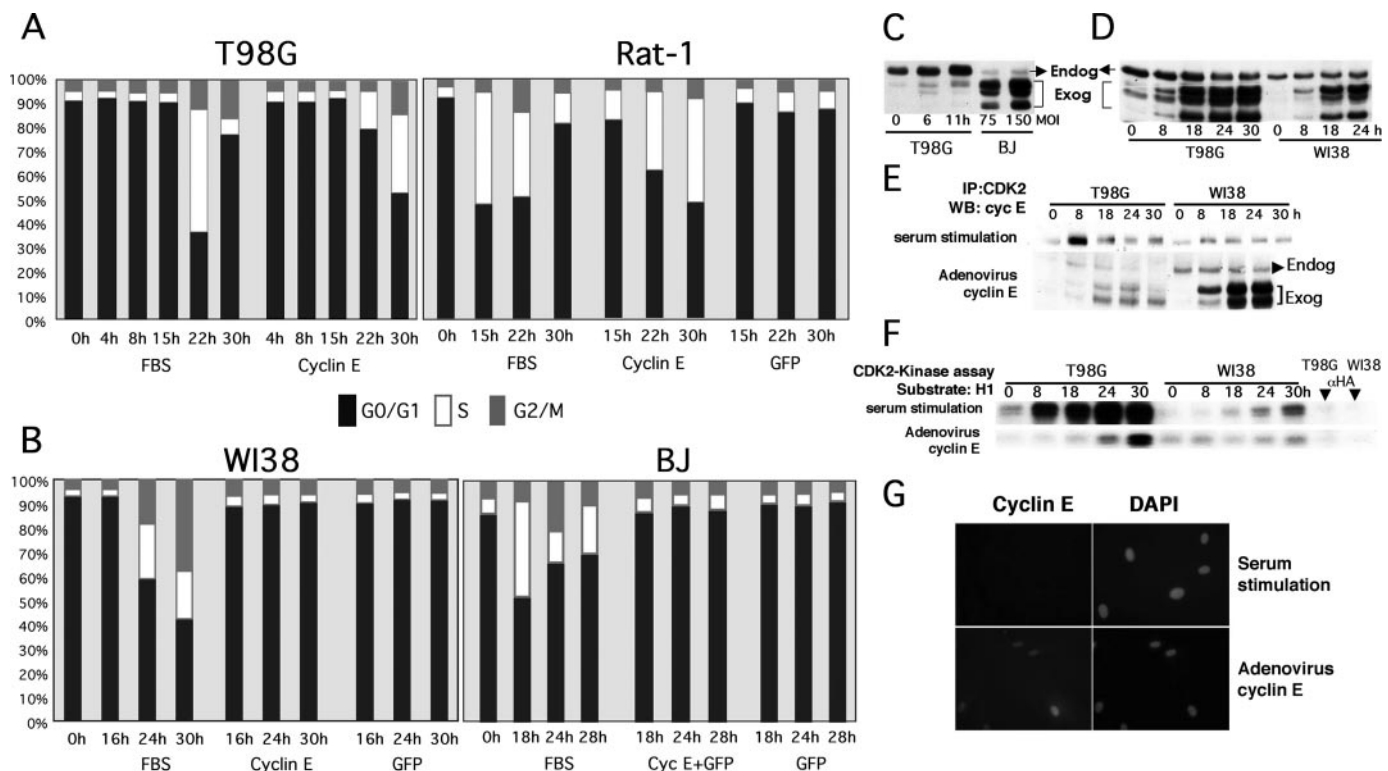 A
T98G
Rat-1
100%
90%
80%
70%
60%
50%
40%
30%
20%
10%
0%
0h 4h 8h 15h 22h 30h 4h 8h 15h 22h 30h
FBS Cyclin E
0h 15h 22h 30h 15h 22h 30h 15h 22h 30h
FBS Cyclin E GFP
G0/G1 S G2/M
B
WI38
BJ
100%
90%
80%
70%
60%
50%
40%
30%
20%
10%
0%
0h 16h 24h 30h 16h 24h 30h 16h 24h 30h
FBS Cyclin E GFP
0h 18h 24h 28h 18h 24h 28h 18h 24h 28h
FBS Cyc E+GFP GFP
C
Endog
Exog
0 6 11h 75 150 MOI
T98G BJ
D
0 8 18 24 30 0 8 18 24 h
T98G WI38
E
IP:CDK2
WB: cyc E
T98G WI38
0 8 18 24 30 0 8 18 24 30 h
serum stimulation
Adenovirus
cyclin E
Endog
Exog
F
CDK2-Kinase assay
Substrate: H1
T98G WI38
0 8 18 24 30 0 8 18 24 30h
T98G WI38
αHA
serum stimulation
Adenovirus
cyclin E
G
Cyclin E DAPI
Serum
stimulation
Adenovirus
cyclin E